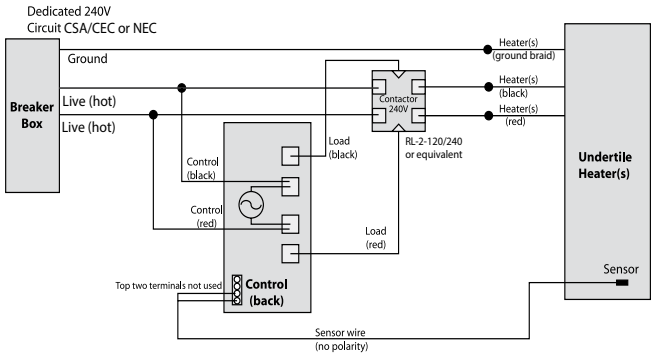 Dedicated 240V
Circuit CSA/CEC or NEC
Ground
Heater(s)
(ground braid)
Breaker
Box
Live (hot)
Live (hot)
Contactor
240V
Heater(s)
(black)
Heater(s)
(red)
RL-2-120/240
or equivalent
Load
(black)
Control
(black)
Control
(red)
Load
(red)
Undertile
Heater(s)
Sensor
Top two terminals not used
Control
(back)
Sensor wire
(no polarity)